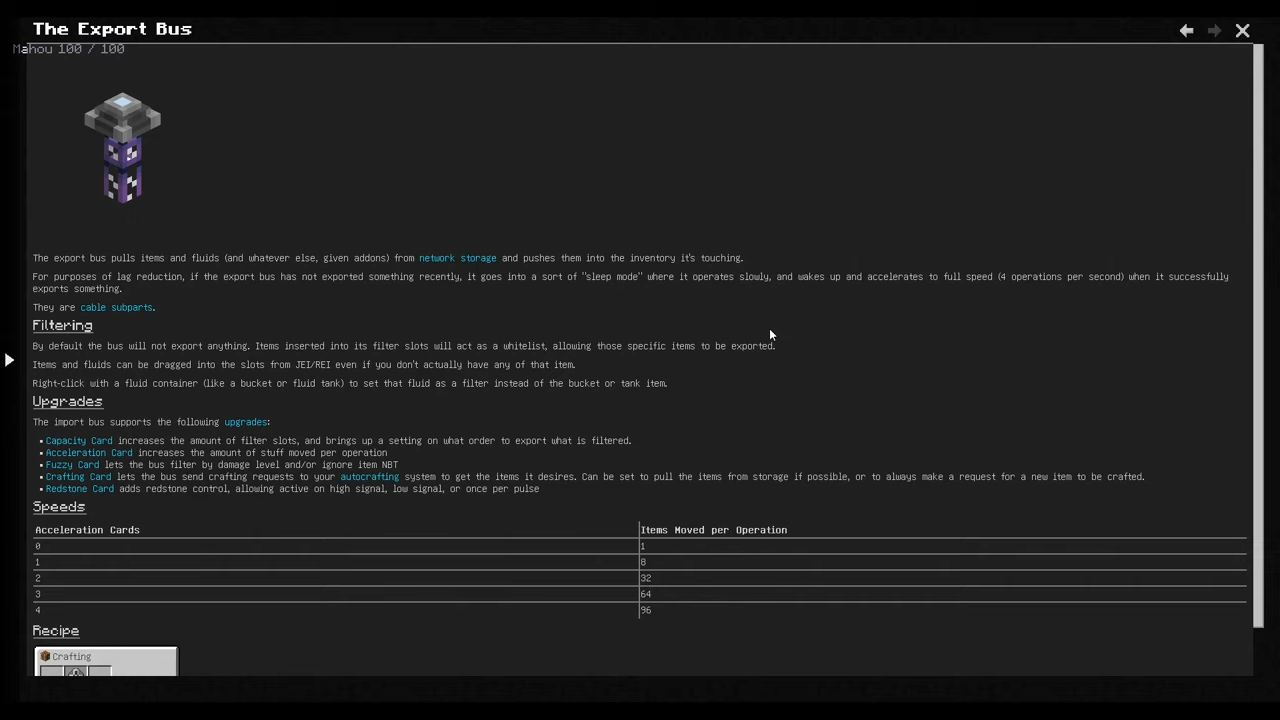 The Export Bus
Mahou 100 / 100
The export bus pulls items and fluids (and whatever else, given addons) from network storage and pushes them into the inventory it's touching.
For purposes of lag reduction, if the export bus has not exported something recently, it goes into a sort of "sleep mode" where it operates slowly, and wakes up and accelerates to full speed (4 operations per second) when it successfully
exports something.
They are cable subparts.
Filtering
By default the bus will not export anything. Items inserted into its filter slots will act as a whitelist, allowing those specific items to be exported.
Items and fluids can be dragged into the slots from JEI/REI even if you don't actually have any of that item.
Right-click with a fluid container (like a bucket or fluid tank) to set that fluid as a filter instead of the bucket or tank item.
Upgrades
The import bus supports the following upgrades:
▪ Capacity Card increases the amount of filter slots, and brings up a setting on what order to export what is filtered.
▪ Acceleration Card increases the amount of stuff moved per operation
▪ Fuzzy Card lets the bus filter by damage level and/or ignore item NBT
▪ Crafting Card lets the bus send crafting requests to your autocrafting system to get the items it desires. Can be set to pull the items from storage if possible, or to always make a request for a new item to be crafted.
▪ Redstone Card adds redstone control, allowing active on high signal, low signal, or once per pulse
Speeds
Acceleration Cards Items Moved per Operation
0 1
1 8
2 32
3 64
4 96
Recipe
Crafting